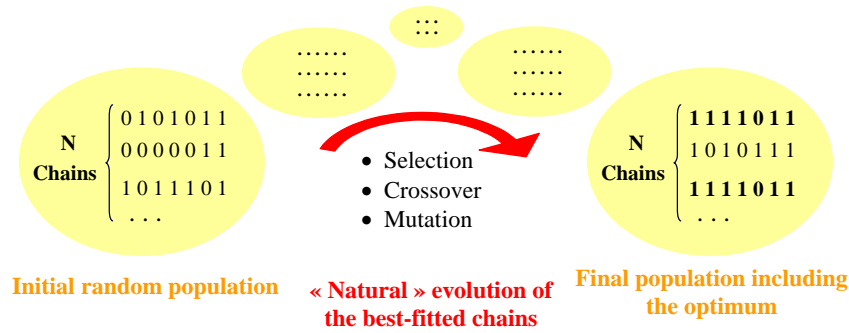 : : :
. . . . . .
. . . . . .
. . . . . .
. . . . . .
. . . . . .
. . . . . .
N
Chains
0 1 0 1 0 1 1
0 0 0 0 0 1 1
1 0 1 1 1 0 1
. . .
• Selection
• Crossover
• Mutation
N
Chains
1 1 1 1 0 1 1
1 0 1 0 1 1 1
1 1 1 1 0 1 1
. . .
Initial random population
« Natural » evolution of
the best-fitted chains
Final population including
the optimum